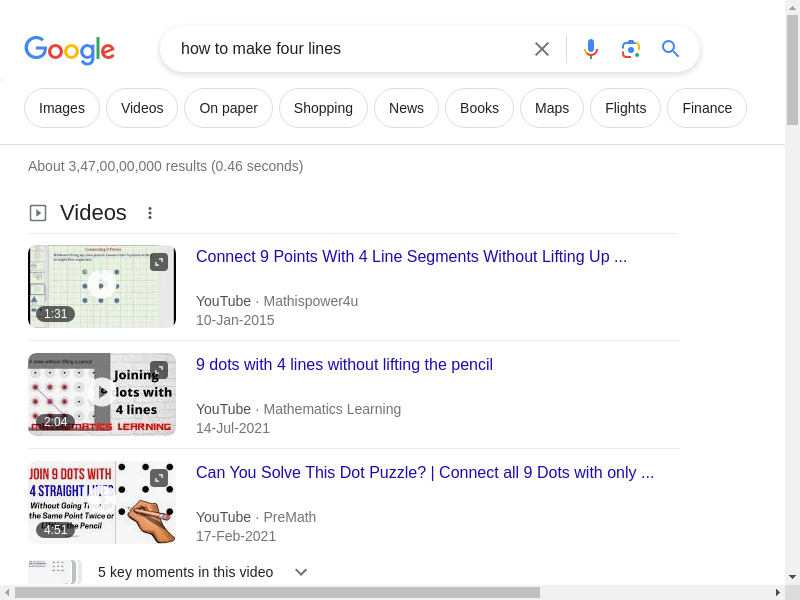 Google
how to make four lines
Images
Videos
On paper
Shopping
News
Books
Maps
Flights
Finance
About 3,47,00,00,000 results (0.46 seconds)
Videos
1:31
Connect 9 Points With 4 Line Segments Without Lifting Up ...
YouTube · Mathispower4u
10-Jan-2015
Joining
dots with
4 lines
MATHEMATICS LEARNING
2:04
9 dots with 4 lines without lifting the pencil
YouTube · Mathematics Learning
14-Jul-2021
JOIN 9 DOTS WITH
4 STRAIGHT LINES
Without Going Through
the Same Point Twice or
Lifting the Pencil
4:51
Can You Solve This Dot Puzzle? | Connect all 9 Dots with only ...
YouTube · PreMath
17-Feb-2021
5 key moments in this video